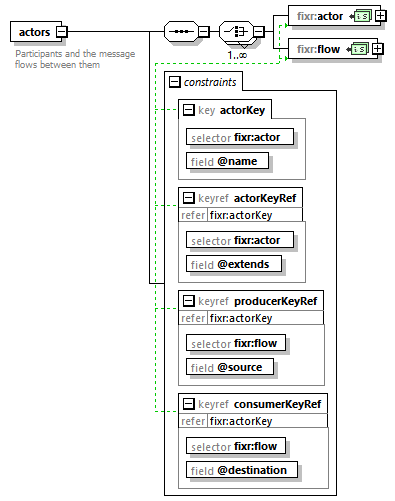 actors
Participants and the message
flows between them
1..∞
fixr:actor
fixr:flow
constraints
key actorKey
selector fixr:actor
field @name
keyref actorKeyRef
refer fixr:actorKey
selector fixr:actor
field @extends
keyref producerKeyRef
refer fixr:actorKey
selector fixr:flow
field @source
keyref consumerKeyRef
refer fixr:actorKey
selector fixr:flow
field @destination